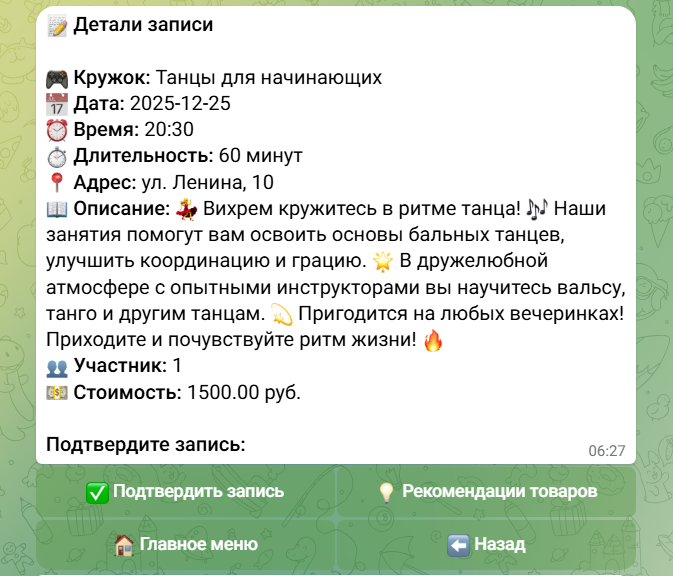 📝 Детали записи
🎮 Кружок: Танцы для начинающих
📅 Дата: 2025-12-25
⏰ Время: 20:30
⏱ Длительность: 60 минут
📍 Адрес: ул. Ленина, 10
📖 Описание: 💃 Вихрем кружитесь в ритме танца! 🎶 Наши
занятия помогут вам освоить основы бальных танцев,
улучшить координацию и грацию. 🌟 В дружелюбной
атмосфере с опытными инструкторами вы научитесь вальсу,
танго и другим танцам. 💫 Пригодится на любых вечеринках!
Приходите и почувствуйте ритм жизни! 🔥
👥 Участник: 1
💵 Стоимость: 1500.00 руб.
Подтвердите запись:
06:27
✅ Подтвердить запись
💡 Рекомендации товаров
🏠 Главное меню
⬅️ Назад